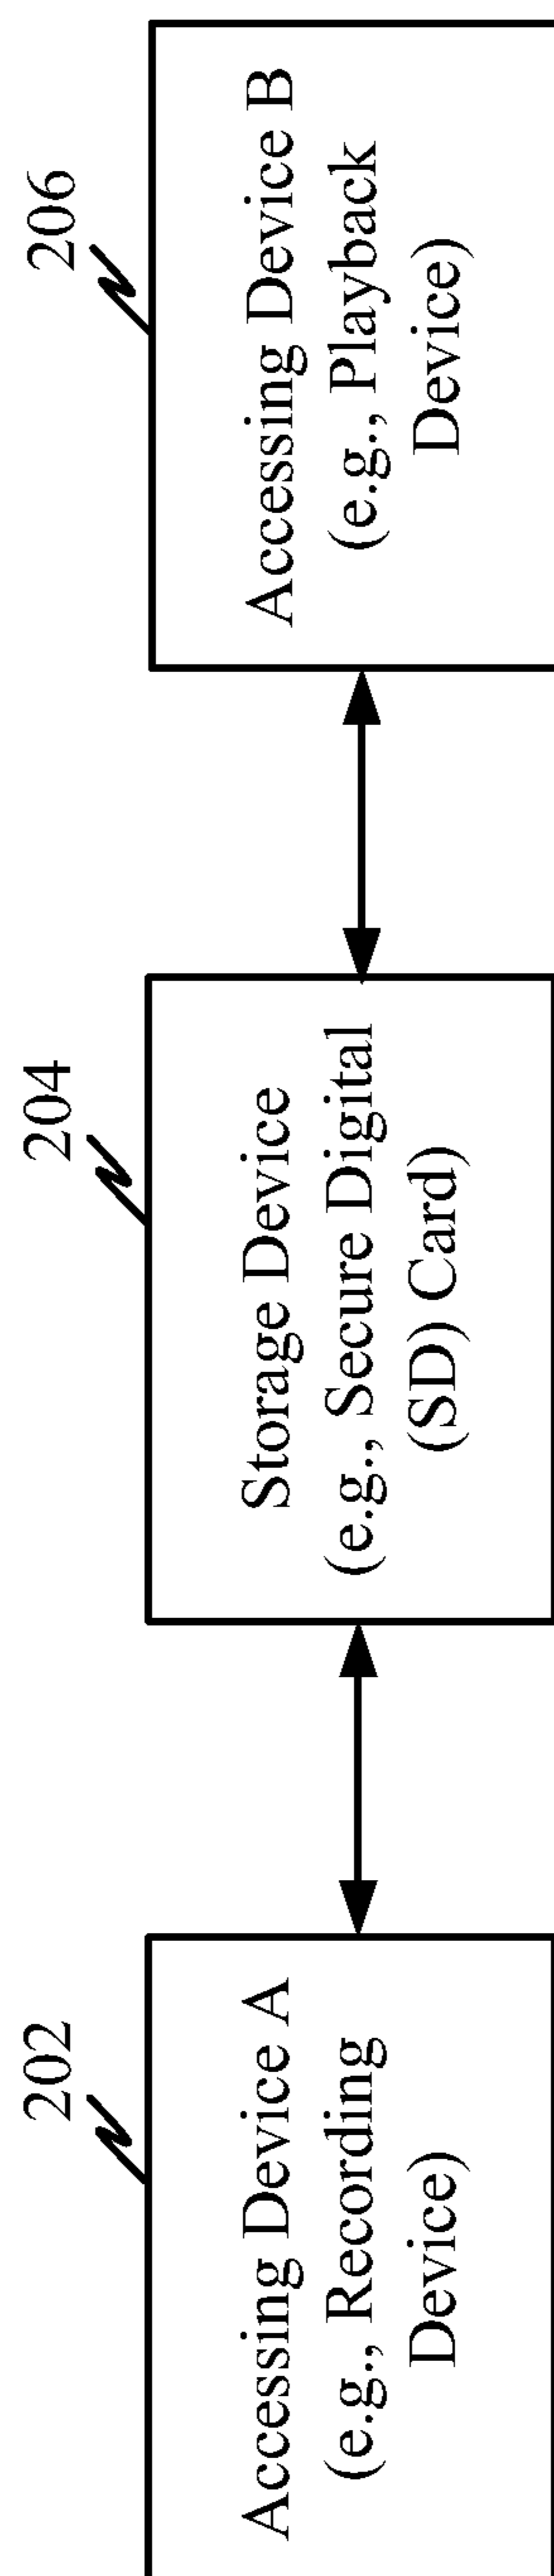 202
Accessing Device A
(e.g., Recording
Device)
204
Storage Device
(e.g., Secure Digital
(SD) Card)
206
Accessing Device B
(e.g., Playback
Device)